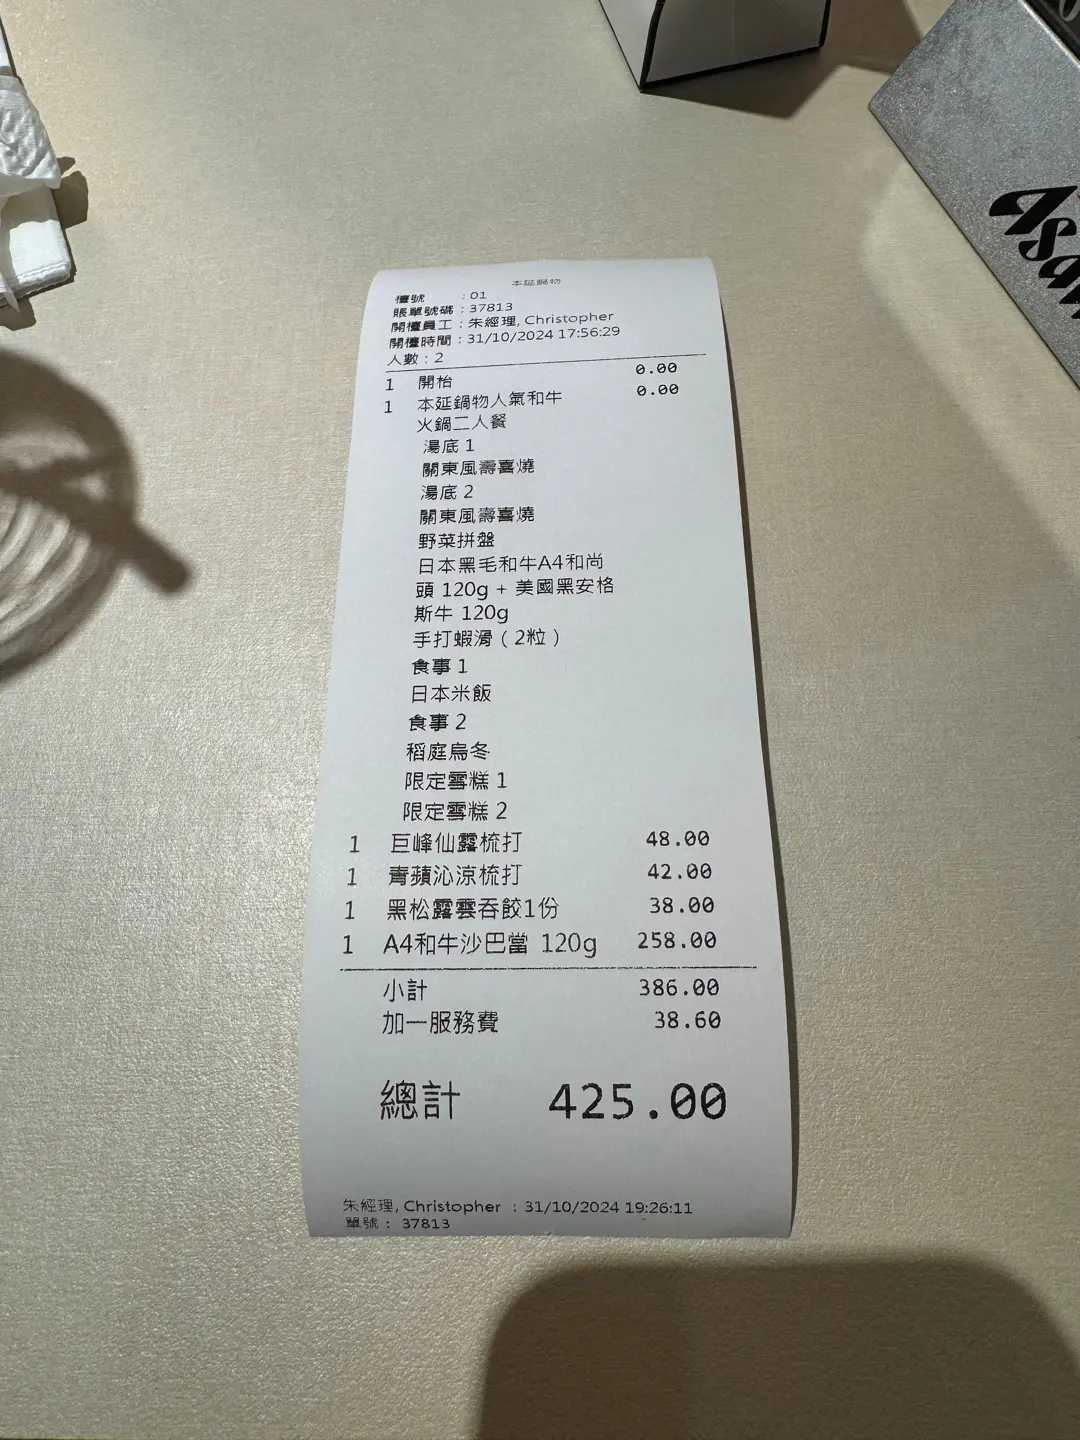 本延鍋物
檯號 : 01
賬單號碼 : 37813
開檯員工 : 朱經理, Christopher
開檯時間 : 31/10/2024 17:56:29
人數 : 2
1 開枱 0.00
1 本延鍋物人氣和牛 0.00
火鍋二人餐
湯底 1
關東風壽喜燒
湯底 2
關東風壽喜燒
野菜拼盤
日本黑毛和牛A4和尚
頭 120g + 美國黑安格
斯牛 120g
手打蝦滑（2粒）
食事 1
日本米飯
食事 2
稻庭烏冬
限定雪糕 1
限定雪糕 2
1 巨峰仙露梳打 48.00
1 青蘋沁涼梳打 42.00
1 黑松露雲吞餃1份 38.00
1 A4和牛沙巴當 120g 258.00
小計 386.00
加一服務費 38.60
總計 425.00
朱經理, Christopher : 31/10/2024 19:26:11
單號 : 37813